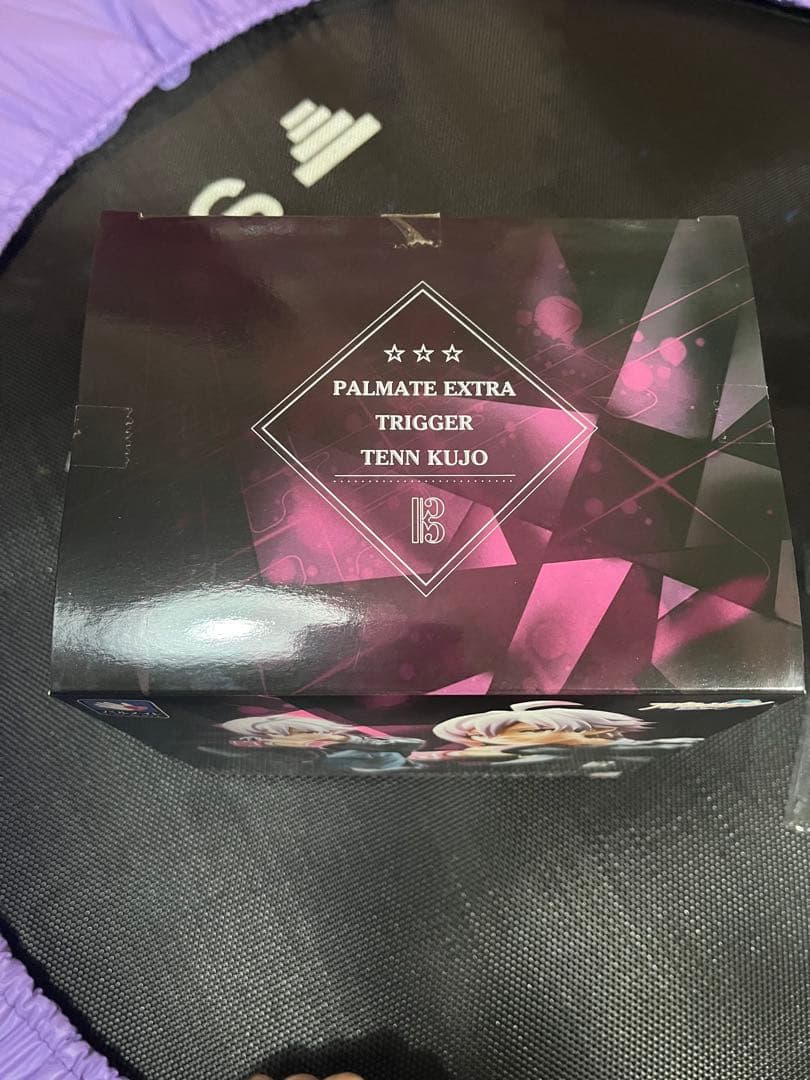 S
☆☆☆
PALMATE EXTRA
TRIGGER
TENN KUJO